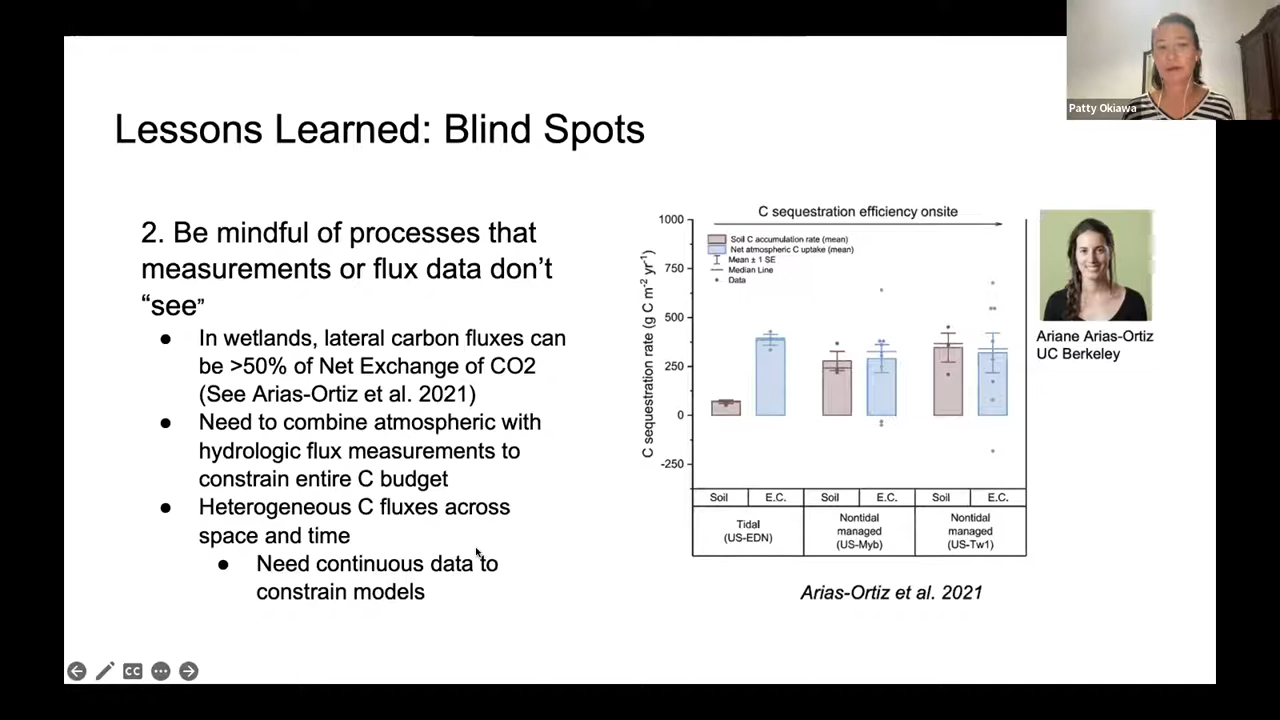 Patty Okiawa
Lessons Learned: Blind Spots
2. Be mindful of processes that
measurements or flux data don't
“see”
● In wetlands, lateral carbon fluxes can
be >50% of Net Exchange of CO2
(See Arias-Ortiz et al. 2021)
● Need to combine atmospheric with
hydrologic flux measurements to
constrain entire C budget
● Heterogeneous C fluxes across
space and time
● Need continuous data to
constrain models
C sequestration efficiency onsite
Soil C accumulation rate (mean)
Net atmospheric C uptake (mean)
Mean ± 1 SE
Median Line
Data
C sequestration rate (g C m⁻² yr⁻¹)
1000
750
500
250
0
-250
Soil E.C. Soil E.C. Soil E.C.
Tidal
(US-EDN)
Nontidal
managed
(US-Myb)
Nontidal
managed
(US-Tw1)
Arias-Ortiz et al. 2021
Ariane Arias-Ortiz
UC Berkeley
CC